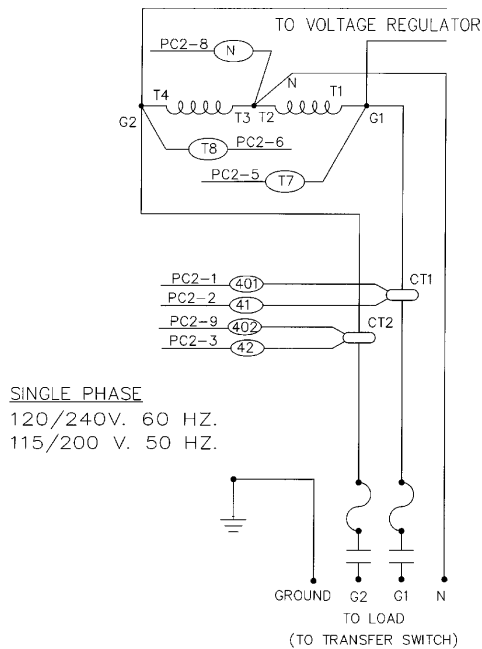 TO VOLTAGE REGULATOR
PC2-8 N
N
T4 T3 T2 T1
G2 G1
T8 PC2-6
PC2-5 T7
PC2-1 401 CT1
PC2-2 41
PC2-9 402 CT2
PC2-3 42
SINGLE PHASE
120/240V. 60 HZ.
115/200 V. 50 HZ.
GROUND G2 G1 N
TO LOAD
(TO TRANSFER SWITCH)